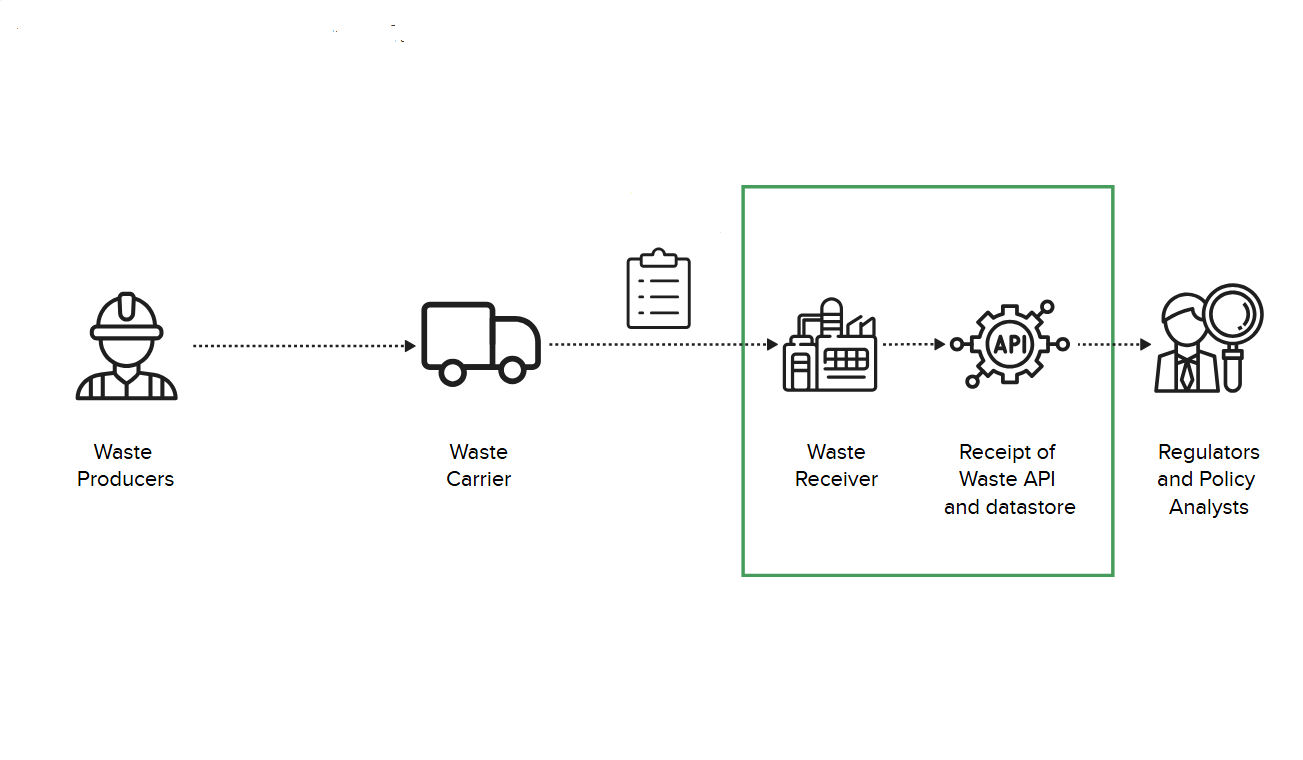 API
Waste
Producers
Waste
Carrier
Waste
Receiver
Receipt of
Waste API
and datastore
Regulators
and Policy
Analysts